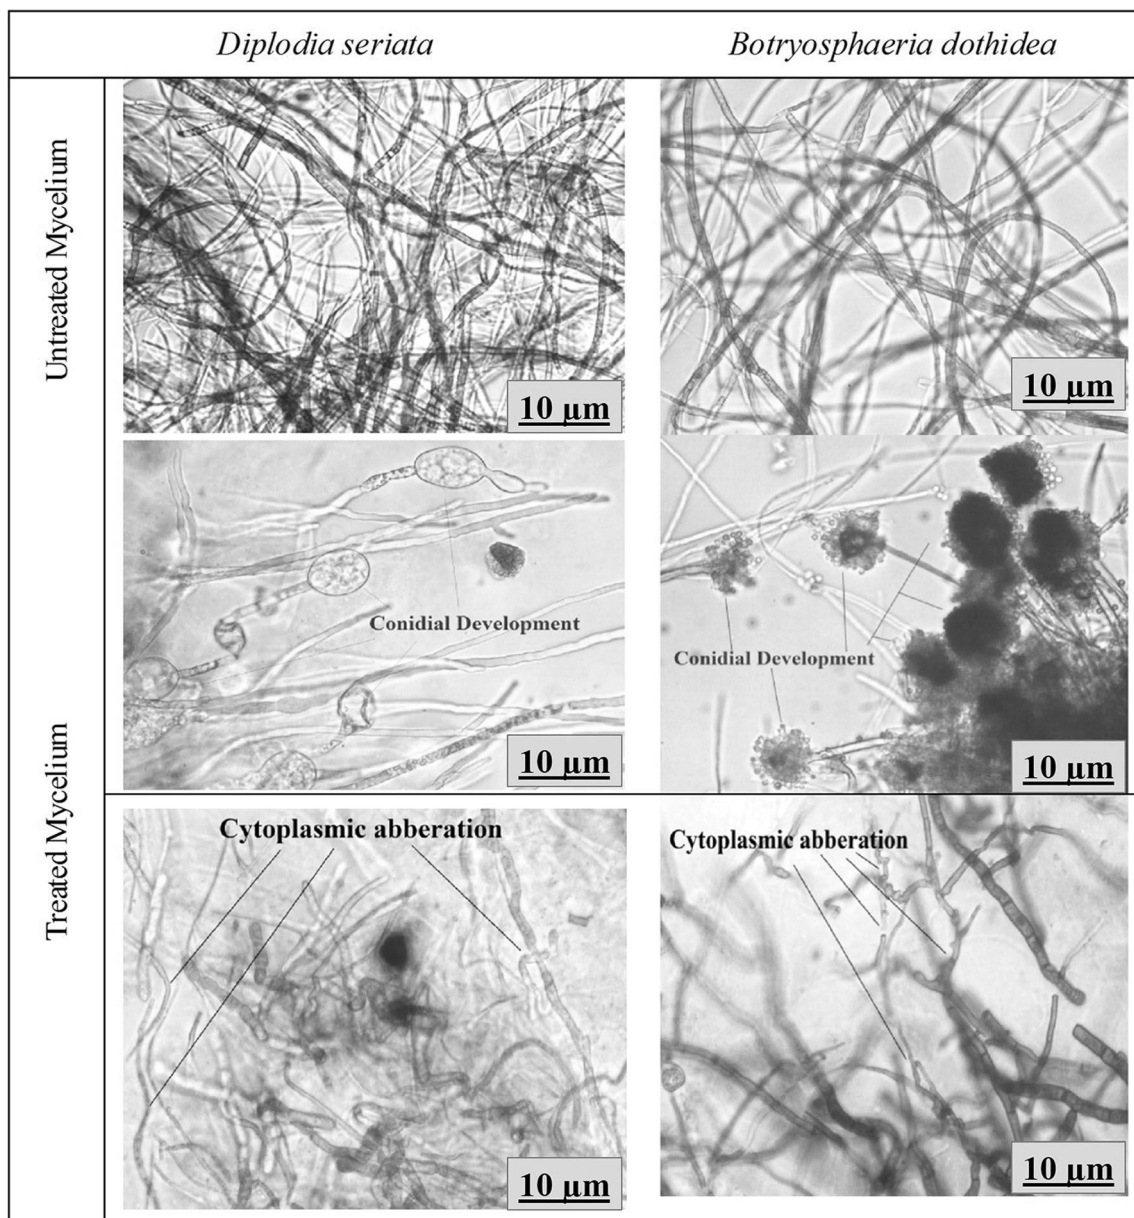 Diplodia seriata
Botryosphaeria dothidea
Untreated Mycelium
10 µm
10 µm
Treated Mycelium
Conidial Development
10 µm
Conidial Development
10 µm
Cytoplasmic abberation
10 µm
Cytoplasmic abberation
10 µm